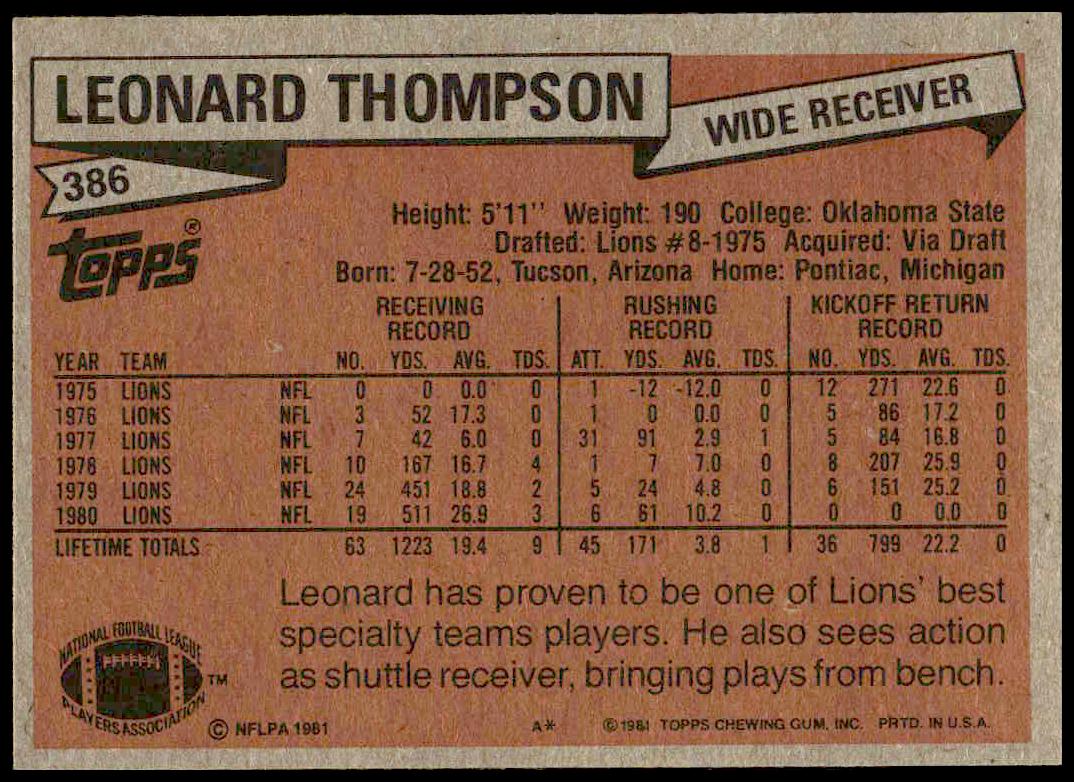 LEONARD THOMPSON
WIDE RECEIVER
386
TOPPS®
Height: 5'11'' Weight: 190 College: Oklahoma State
Drafted: Lions #8-1975 Acquired: Via Draft
Born: 7-28-52, Tucson, Arizona Home: Pontiac, Michigan
RECEIVING RECORD RUSHING RECORD KICKOFF RETURN RECORD
YEAR TEAM NO. YDS. AVG. TDS. ATT. YDS. AVG. TDS. NO. YDS. AVG. TDS.
1975 LIONS NFL 0 0 0.0 0 1 -12 -12.0 0 12 271 22.6 0
1976 LIONS NFL 3 52 17.3 0 1 0 0.0 0 5 86 17.2 0
1977 LIONS NFL 7 42 6.0 0 31 91 2.9 1 5 84 16.8 0
1978 LIONS NFL 10 167 16.7 4 1 7 7.0 0 8 207 25.9 0
1979 LIONS NFL 24 451 18.8 2 5 24 4.8 0 6 151 25.2 0
1980 LIONS NFL 19 511 26.9 3 6 61 10.2 0 0 0 0.0 0
LIFETIME TOTALS 63 1223 19.4 9 45 171 3.8 1 36 799 22.2 0
Leonard has proven to be one of Lions' best
specialty teams players. He also sees action
as shuttle receiver, bringing plays from bench.
NATIONAL FOOTBALL LEAGUE
PLAYERS ASSOCIATION
TM
© NFLPA 1981 A* ©1981 TOPPS CHEWING GUM, INC. PRTD. IN U.S.A.